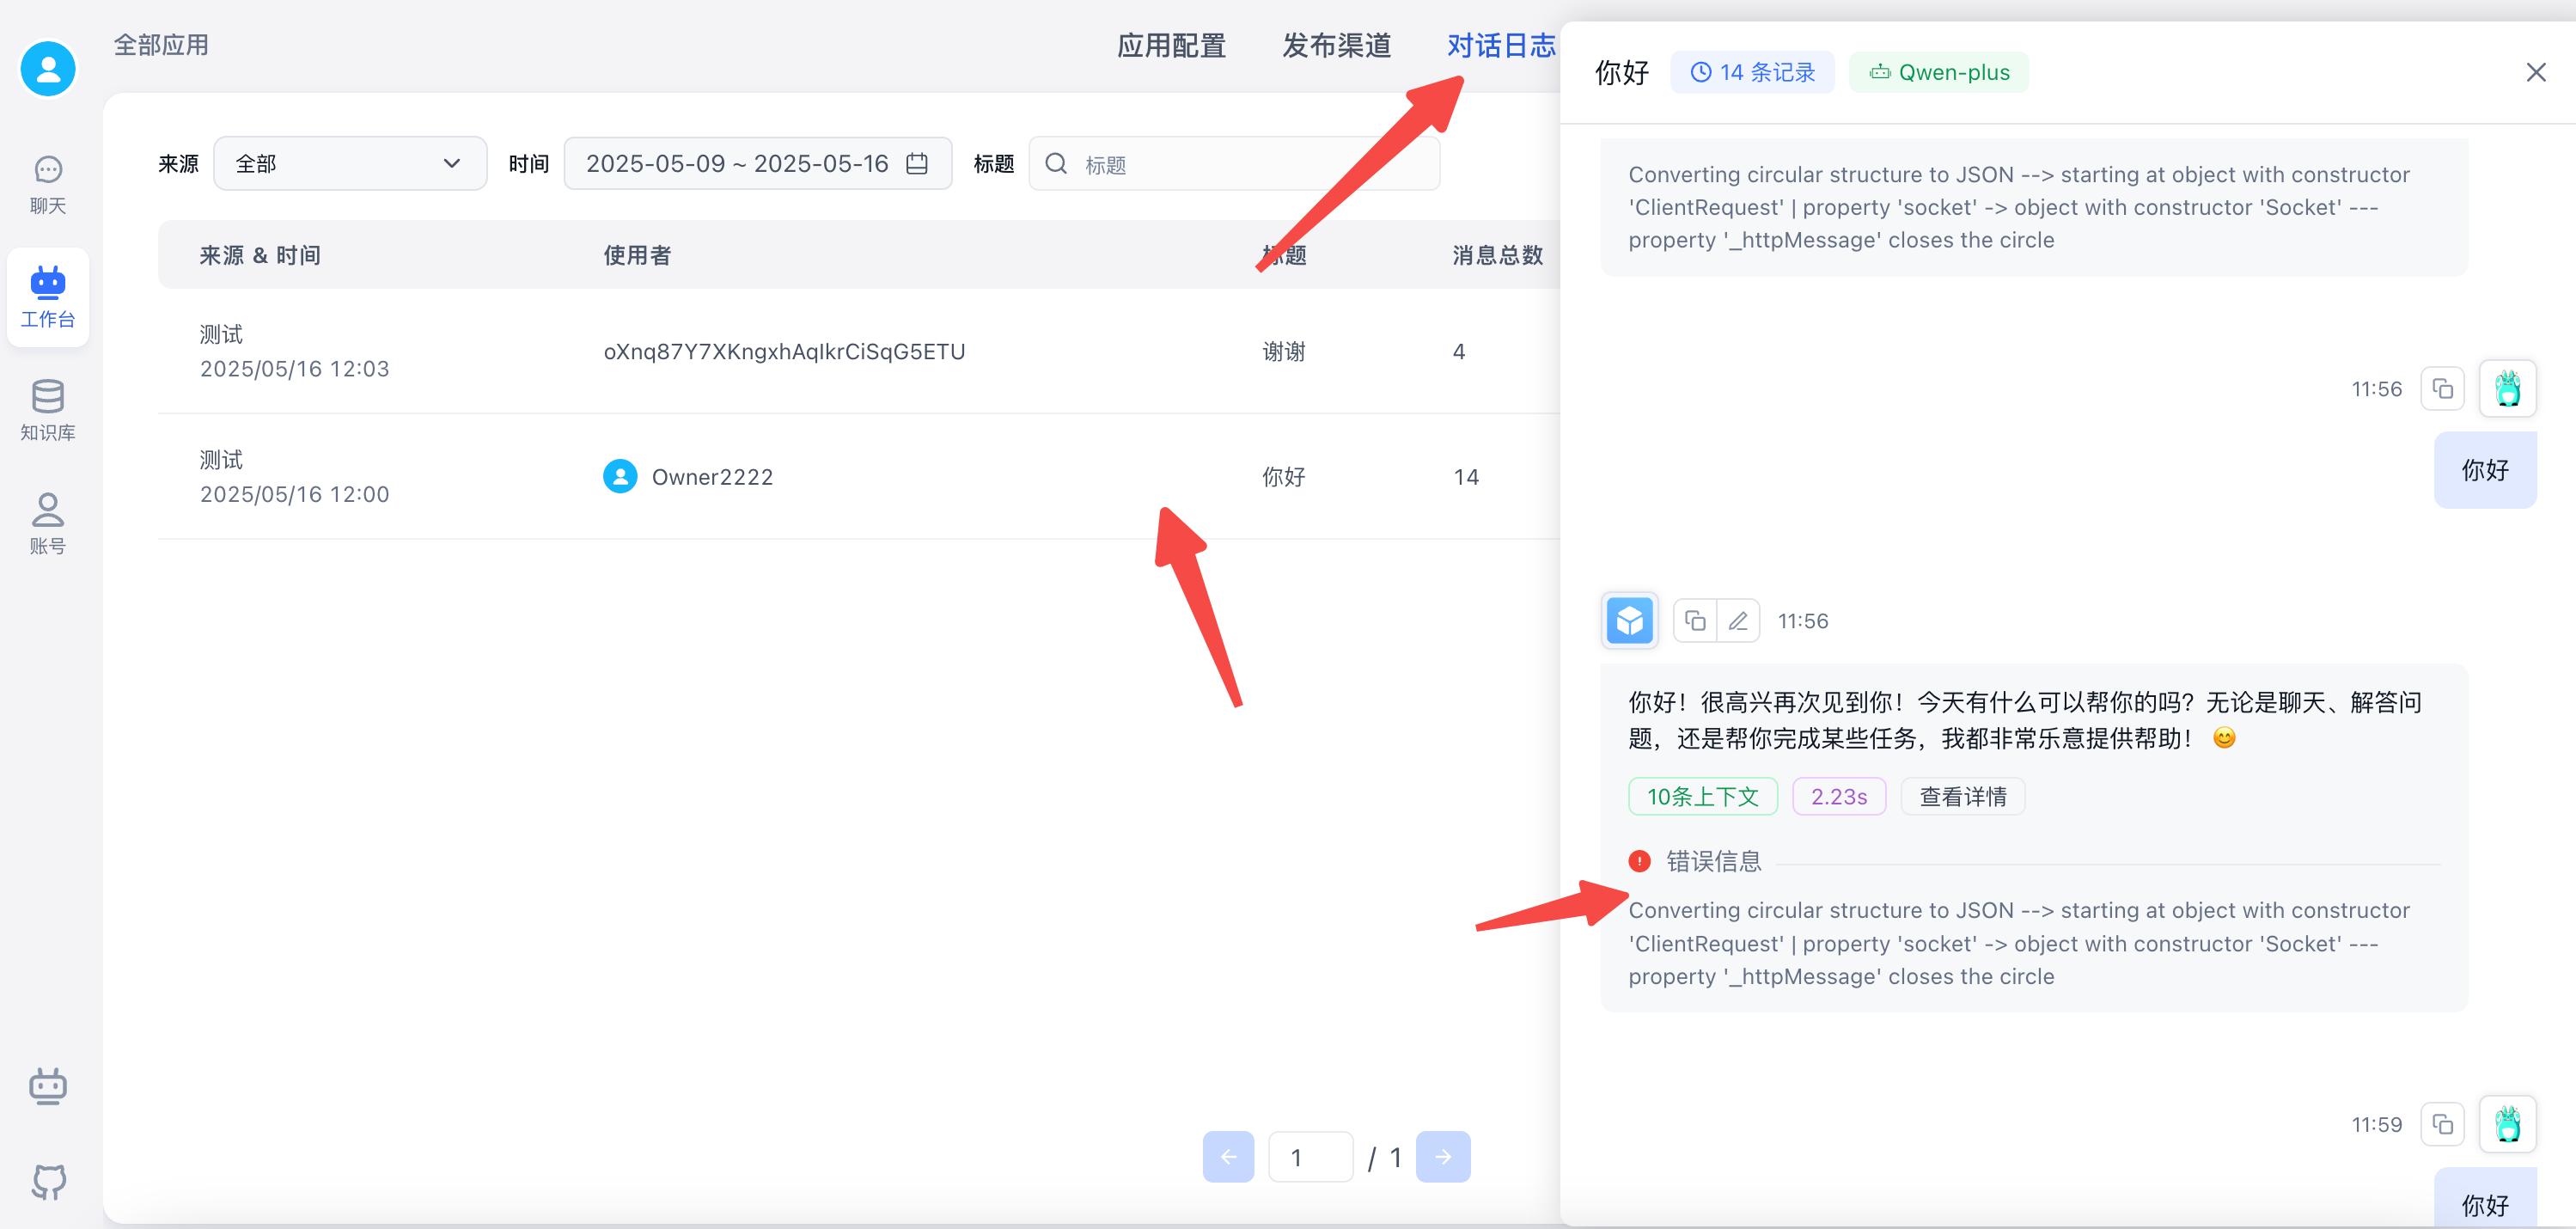 全部应用
应用配置
发布渠道
对话日志
聊天
工作台
知识库
账号
来源
全部
时间
2025-05-09 ~ 2025-05-16
标题
标题
来源 & 时间
使用者
标题
消息总数
测试
2025/05/16 12:03
oXnq87Y7XKngxhAqIkrCiSqG5ETU
谢谢
4
测试
2025/05/16 12:00
Owner2222
你好
14
1
/ 1
你好
14 条记录
Qwen-plus
Converting circular structure to JSON --> starting at object with constructor
'ClientRequest' | property 'socket' -> object with constructor 'Socket' ---
property '_httpMessage' closes the circle
11:56
你好
11:56
你好！很高兴再次见到你！今天有什么可以帮你的吗？无论是聊天、解答问
题，还是帮你完成某些任务，我都非常乐意提供帮助！ 😊
10条上下文
2.23s
查看详情
错误信息
Converting circular structure to JSON --> starting at object with constructor
'ClientRequest' | property 'socket' -> object with constructor 'Socket' ---
property '_httpMessage' closes the circle
11:59
你好